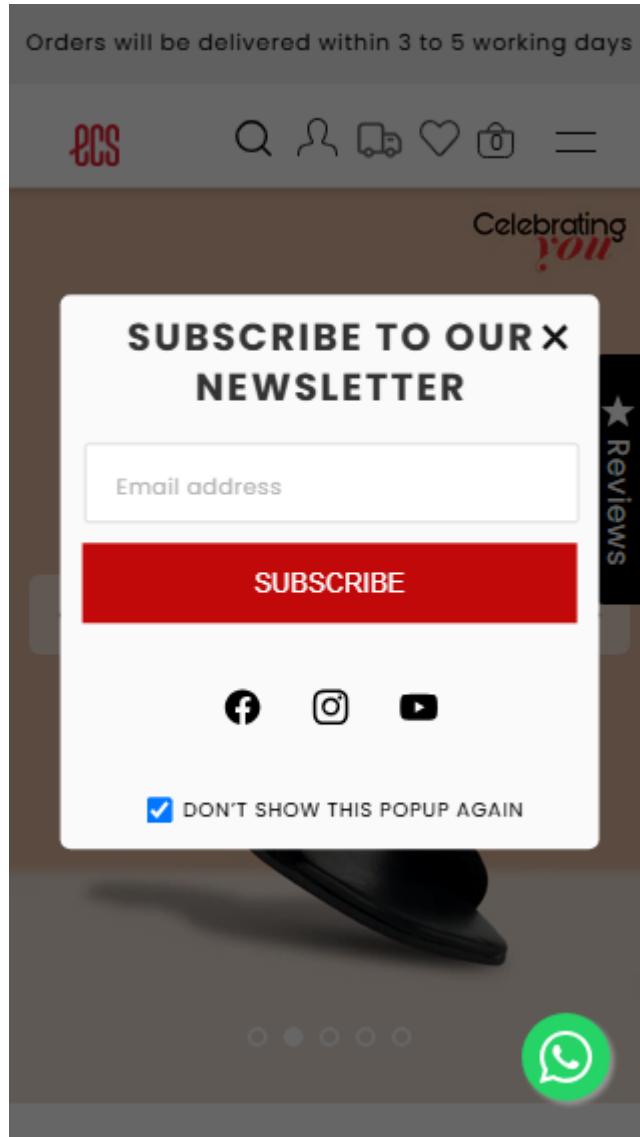 Orders will be delivered within 3 to 5 working days
ecs
0
Celebrating
you
SUBSCRIBE TO OUR
NEWSLETTER
Email address
SUBSCRIBE
DON'T SHOW THIS POPUP AGAIN
★ Reviews